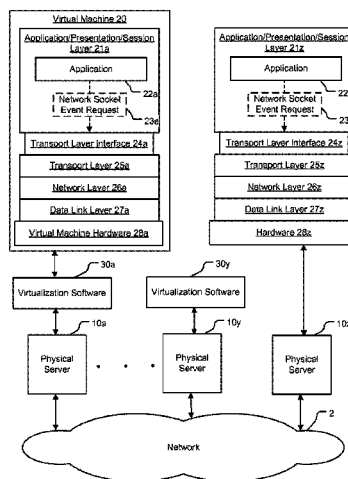 Virtual Machine 20
Application/Presentation/Session
Layer 21a
Application
22a
Network Socket
Event Request
23a
Transport Layer Interface 24a
Transport Layer 25a
Network Layer 26a
Data Link Layer 27a
Virtual Machine Hardware 28a
30a
Virtualization Software
10a
Physical
Server
30y
Virtualization Software
10y
Physical
Server
Application/Presentation/Session
Layer 21z
Application
22
Network Socket
Event Request
23
Transport Layer Interface 24z
Transport Layer 25z
Network Layer 26z
Data Link Layer 27z
Hardware 28z
10z
Physical
Server
2
Network